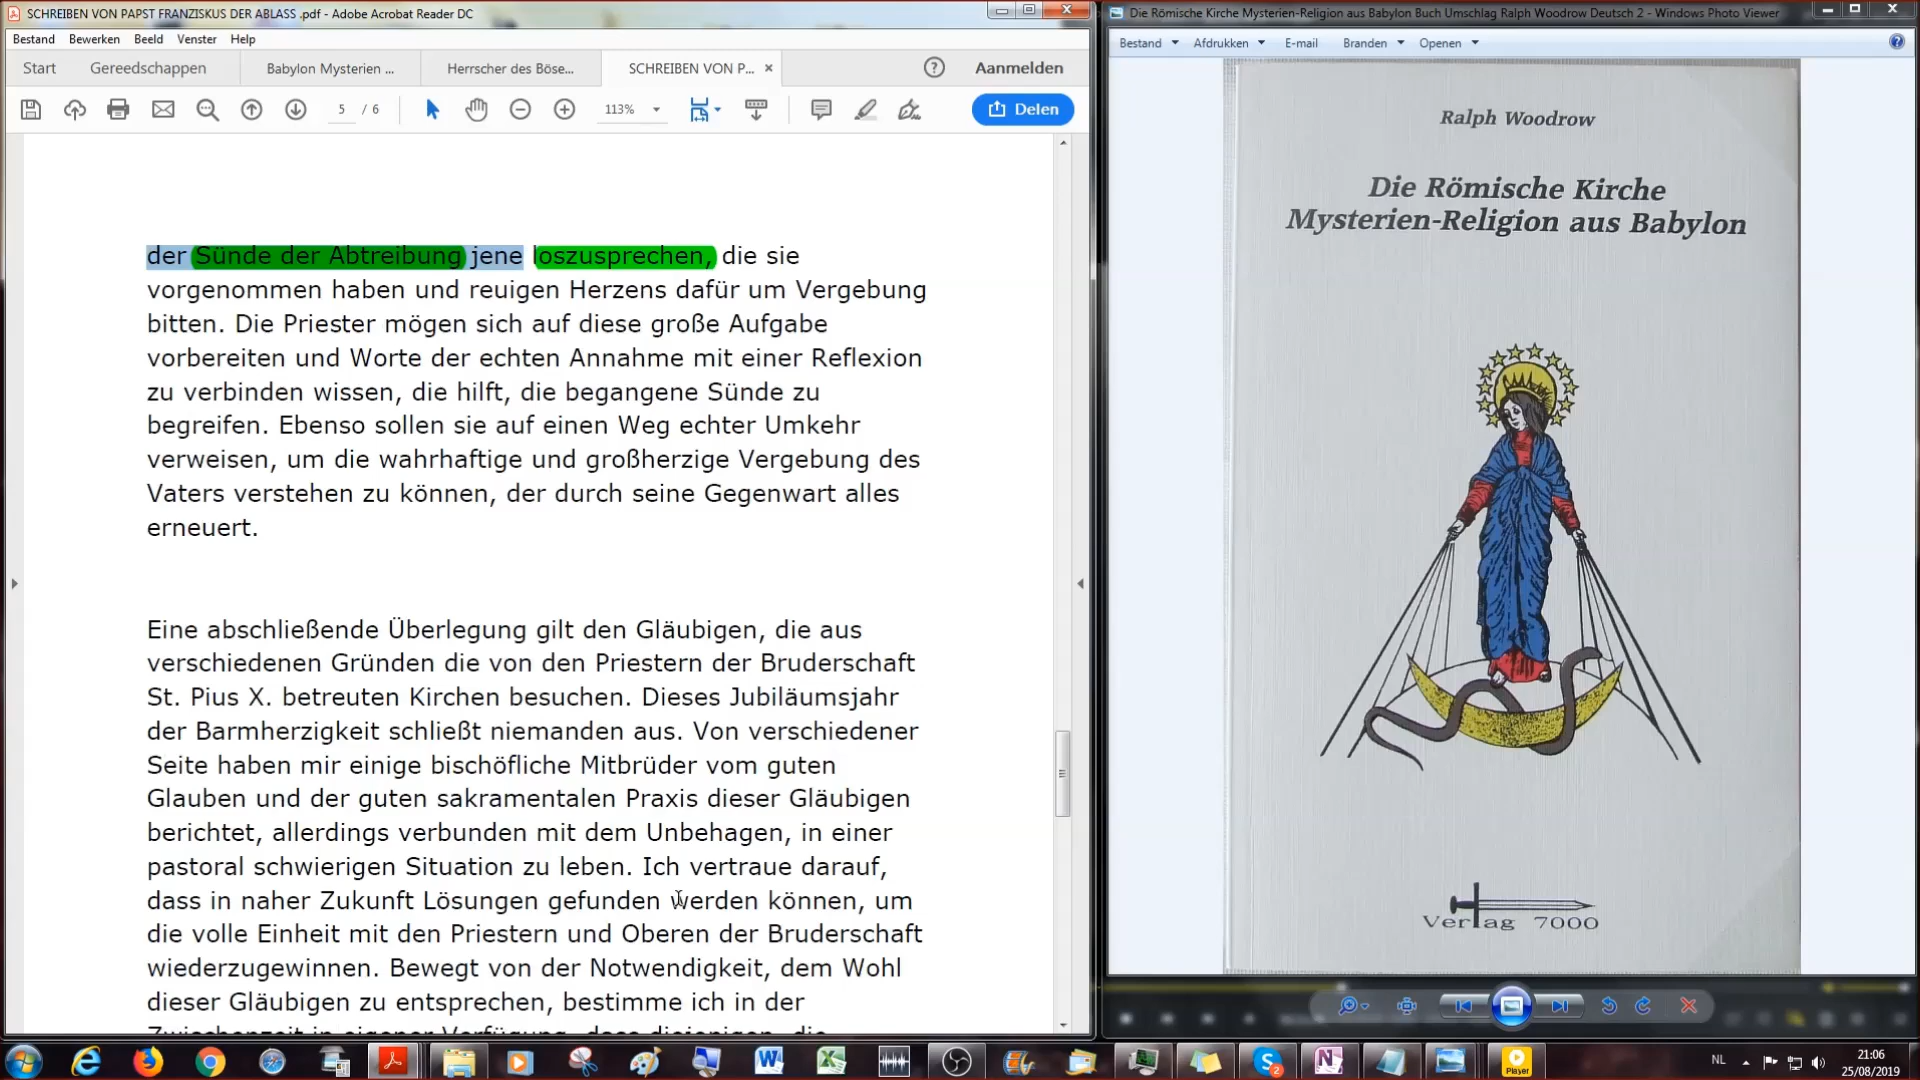 SCHREIBEN VON PAPST FRANZISKUS DER ABLASS .pdf - Adobe Acrobat Reader DC
Bestand Bewerken Beeld Venster Help
Start Gereedschappen Babylon Mysterien ... Herrscher des Böse... SCHREIBEN VON P... × Aanmelden
5 / 6 113% Delen
der Sünde der Abtreibung jene loszusprechen, die sie
vorgenommen haben und reuigen Herzens dafür um Vergebung
bitten. Die Priester mögen sich auf diese große Aufgabe
vorbereiten und Worte der echten Annahme mit einer Reflexion
zu verbinden wissen, die hilft, die begangene Sünde zu
begreifen. Ebenso sollen sie auf einen Weg echter Umkehr
verweisen, um die wahrhaftige und großherzige Vergebung des
Vaters verstehen zu können, der durch seine Gegenwart alles
erneuert.
Eine abschließende Überlegung gilt den Gläubigen, die aus
verschiedenen Gründen die von den Priestern der Bruderschaft
St. Pius X. betreuten Kirchen besuchen. Dieses Jubiläumsjahr
der Barmherzigkeit schließt niemanden aus. Von verschiedener
Seite haben mir einige bischöfliche Mitbrüder vom guten
Glauben und der guten sakramentalen Praxis dieser Gläubigen
berichtet, allerdings verbunden mit dem Unbehagen, in einer
pastoral schwierigen Situation zu leben. Ich vertraue darauf,
dass in naher Zukunft Lösungen gefunden werden können, um
die volle Einheit mit den Priestern und Oberen der Bruderschaft
wiederzugewinnen. Bewegt von der Notwendigkeit, dem Wohl
dieser Gläubigen zu entsprechen, bestimme ich in der
Zwischenzeit in eigener Verfügung, dass diejenigen, die
Die Römische Kirche Mysterien-Religion aus Babylon Buch Umschlag Ralph Woodrow Deutsch 2 - Windows Photo Viewer
Bestand Afdrukken E-mail Branden Openen
Ralph Woodrow
Die Römische Kirche
Mysterien-Religion aus Babylon
Verlag 7000
NL
21:06
25/08/2019
Player
2